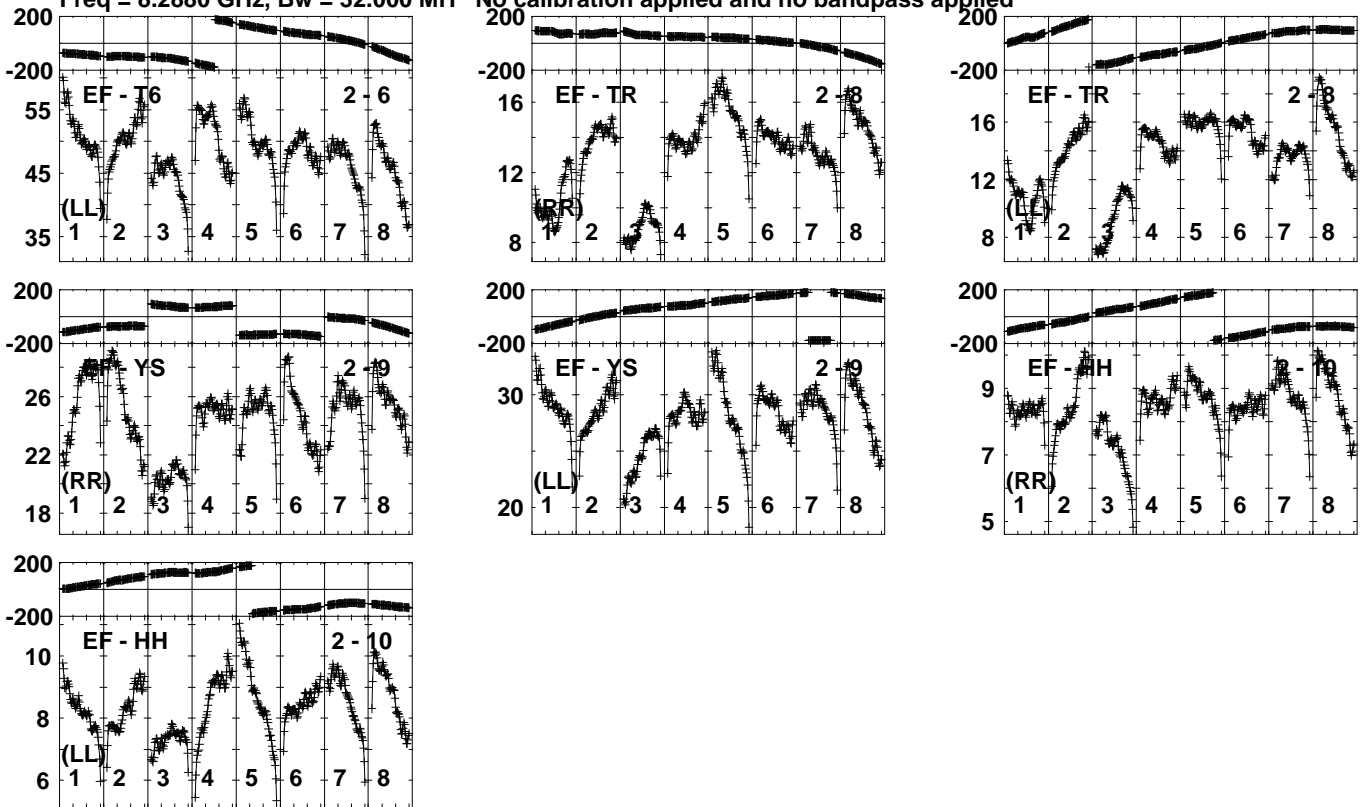 Freq = 8.2880 GHz, Bw = 32.000 MH No calibration applied and no bandpass applied
200
-200
EF - T6 2 - 6
55
45
35
(LL)
1 2 3 4 5 6 7 8
EF - TR 2 - 8
16
12
8
(RR)
1 2 3 4 5 6 7 8
200
-200
EF - TR 2 - 8
16
12
8
(LL)
1 2 3 4 5 6 7 8
200
-200
EF - YS 2 - 9
26
22
18
(RR)
1 2 3 4 5 6 7 8
200
-200
EF - YS 2 - 9
30
20
(LL)
1 2 3 4 5 6 7 8
200
-200
EF - HH 2 - 10
9
7
5
(RR)
1 2 3 4 5 6 7 8
200
-200
EF - HH 2 - 10
10
8
6
(LL)
1 2 3 4 5 6 7 8